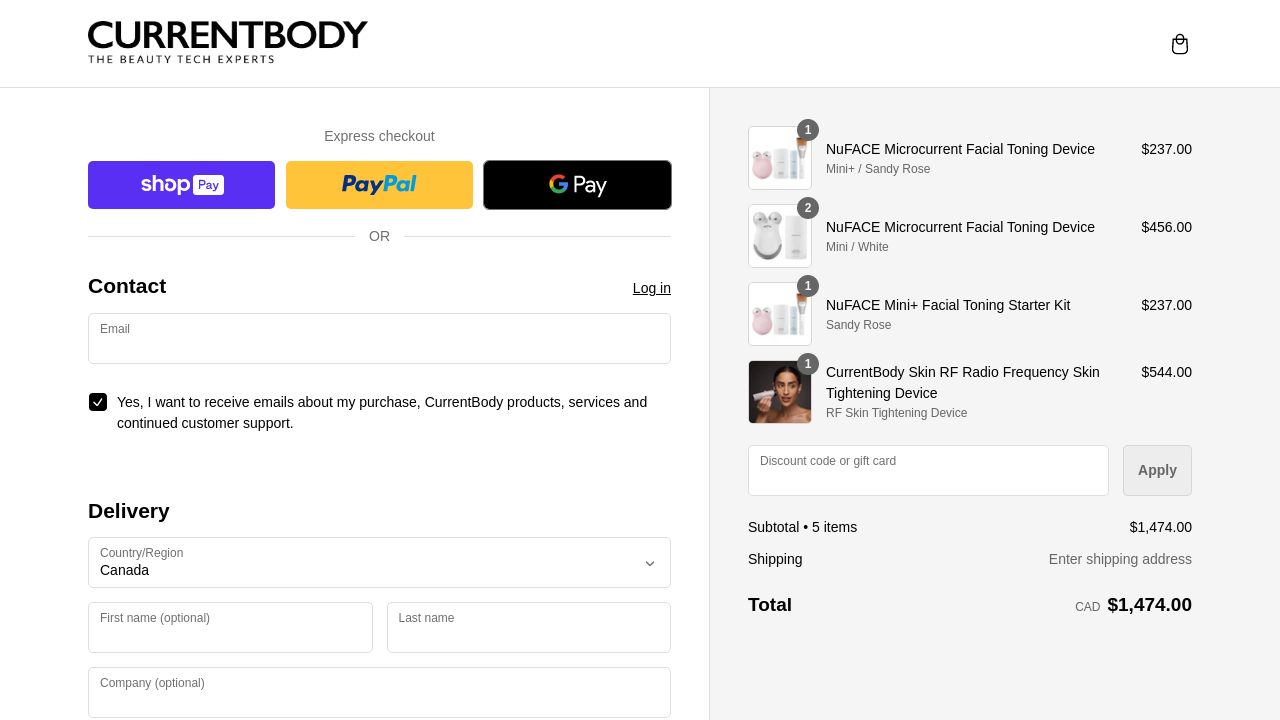 CURRENTBODY
THE BEAUTY TECH EXPERTS
Express checkout
shop Pay
PayPal
G Pay
OR
Contact
Log in
Email
Yes, I want to receive emails about my purchase, CurrentBody products, services and
continued customer support.
Delivery
Country/Region
Canada
First name (optional)
Last name
Company (optional)
1
NuFACE Microcurrent Facial Toning Device
$237.00
Mini+ / Sandy Rose
2
NuFACE Microcurrent Facial Toning Device
$456.00
Mini / White
1
NuFACE Mini+ Facial Toning Starter Kit
$237.00
Sandy Rose
1
CurrentBody Skin RF Radio Frequency Skin
Tightening Device
$544.00
RF Skin Tightening Device
Discount code or gift card
Apply
Subtotal • 5 items
$1,474.00
Shipping
Enter shipping address
Total
CAD $1,474.00